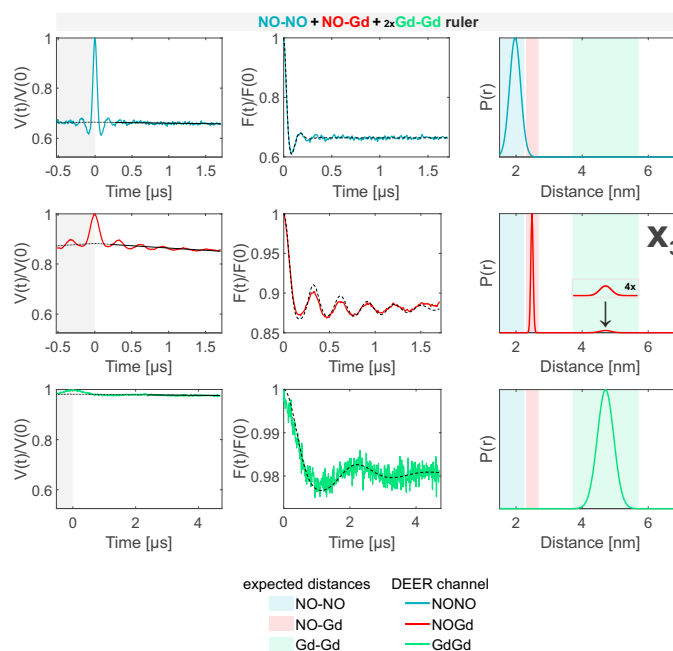 NO-NO + NO-Gd + 2xGd-Gd ruler
V(t)/V(0)
1
0.8
0.6
-0.5 0 0.5 1 1.5
Time [µs]
F(t)/F(0)
1
0.8
0.6
0 0.5 1 1.5
Time [µs]
P(r)
2 4 6
Distance [nm]
V(t)/V(0)
1
0.8
0.6
-0.5 0 0.5 1 1.5
Time [µs]
F(t)/F(0)
1
0.95
0.9
0.85
0 0.5 1 1.5
Time [µs]
P(r)
x
4x
2 4 6
Distance [nm]
V(t)/V(0)
1
0.8
0.6
0 2 4
Time [µs]
F(t)/F(0)
1
0.99
0.98
0 2 4
Time [µs]
P(r)
2 4 6
Distance [nm]
expected distances
NO-NO
NO-Gd
Gd-Gd
DEER channel
NONO
NOGd
GdGd